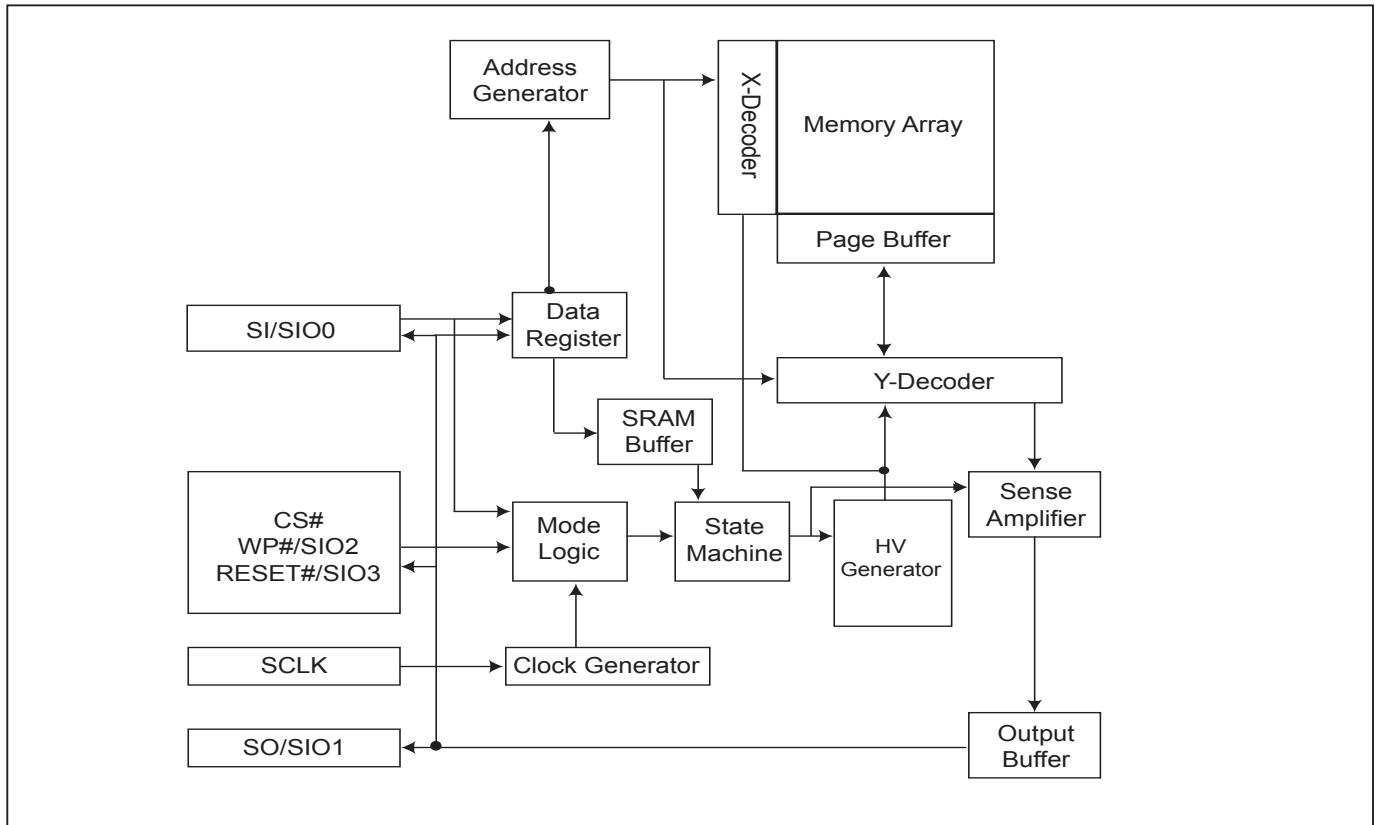 Address
Generator
X-Decoder
Memory Array
Page Buffer
SI/SIO0
Data
Register
Y-Decoder
SRAM
Buffer
CS#
WP#/SIO2
RESET#/SIO3
Mode
Logic
State
Machine
HV
Generator
Sense
Amplifier
SCLK
Clock Generator
SO/SIO1
Output
Buffer